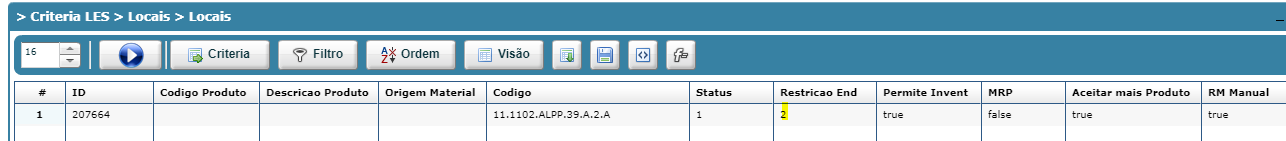 > Criteria LES > Locais > Locais
16 Criteria Filtro Ordem Visão
# ID Codigo Produto Descricao Produto Origem Material Codigo Status Restricao End Permite Invent MRP Aceitar mais Produto RM Manual
1 207664 11.1102.ALPP.39.A.2.A 1 2 true false true true